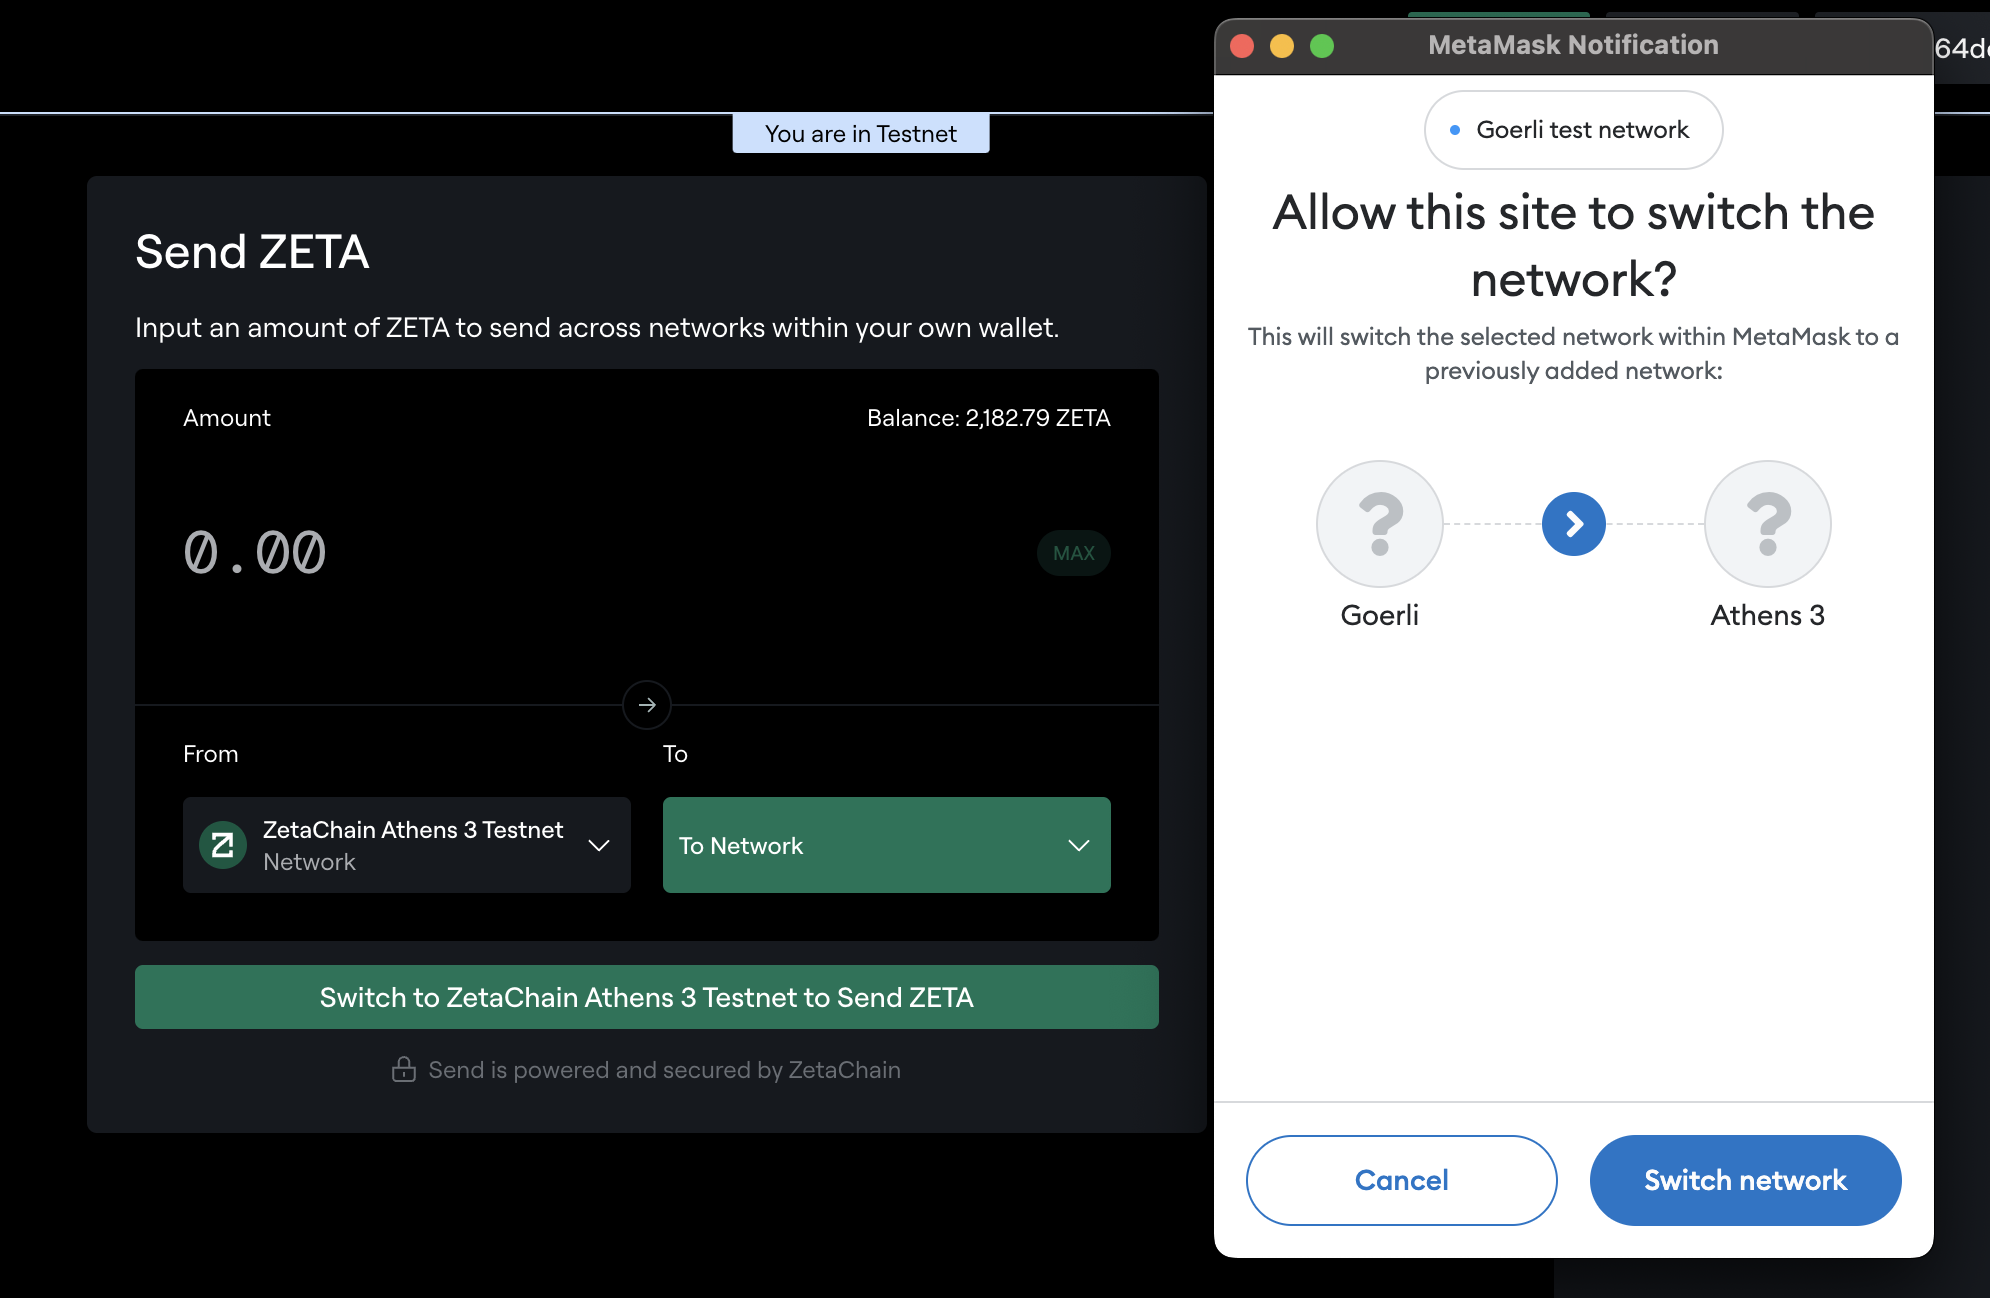 You are in Testnet
Send ZETA
Input an amount of ZETA to send across networks within your own wallet.
Amount
Balance: 2,182.79 ZETA
0.00
MAX
From
To
ZetaChain Athens 3 Testnet
Network
To Network
Switch to ZetaChain Athens 3 Testnet to Send ZETA
Send is powered and secured by ZetaChain
MetaMask Notification
Goerli test network
Allow this site to switch the
network?
This will switch the selected network within MetaMask to a
previously added network:
?
?
Goerli
Athens 3
Cancel
Switch network